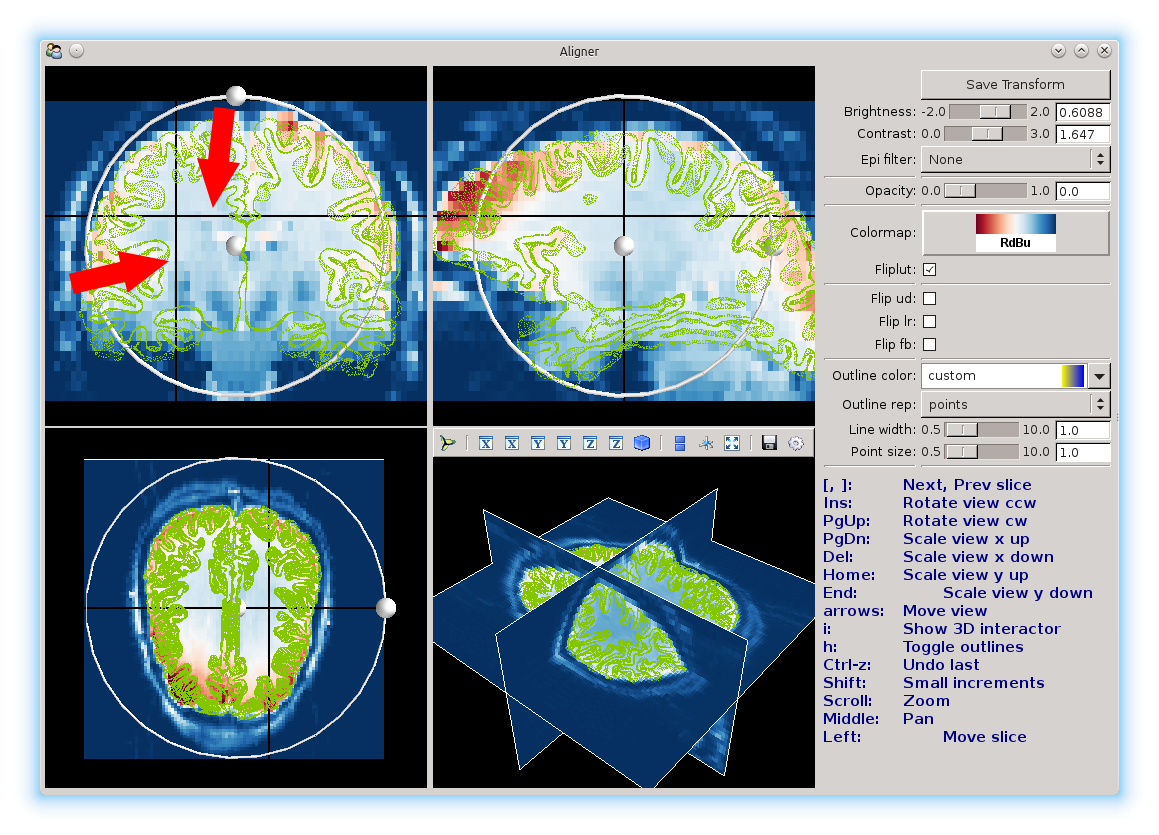 Aligner
Save Transform
Brightness: -2.0 2.0 0.6088
Contrast: 0.0 3.0 1.647
Epi filter: None
Opacity: 0.0 1.0 0.0
Colormap: RdBu
Fliplut:
Flip ud:
Flip lr:
Flip fb:
Outline color: custom
Outline rep: points
Line width: 0.5 10.0 1.0
Point size: 0.5 10.0 1.0
X X Y Y Z Z
[, ]: Next, Prev slice
Ins: Rotate view ccw
PgUp: Rotate view cw
PgDn: Scale view x up
Del: Scale view x down
Home: Scale view y up
End: Scale view y down
arrows: Move view
i: Show 3D interactor
h: Toggle outlines
Ctrl-z: Undo last
Shift: Small increments
Scroll: Zoom
Middle: Pan
Left: Move slice